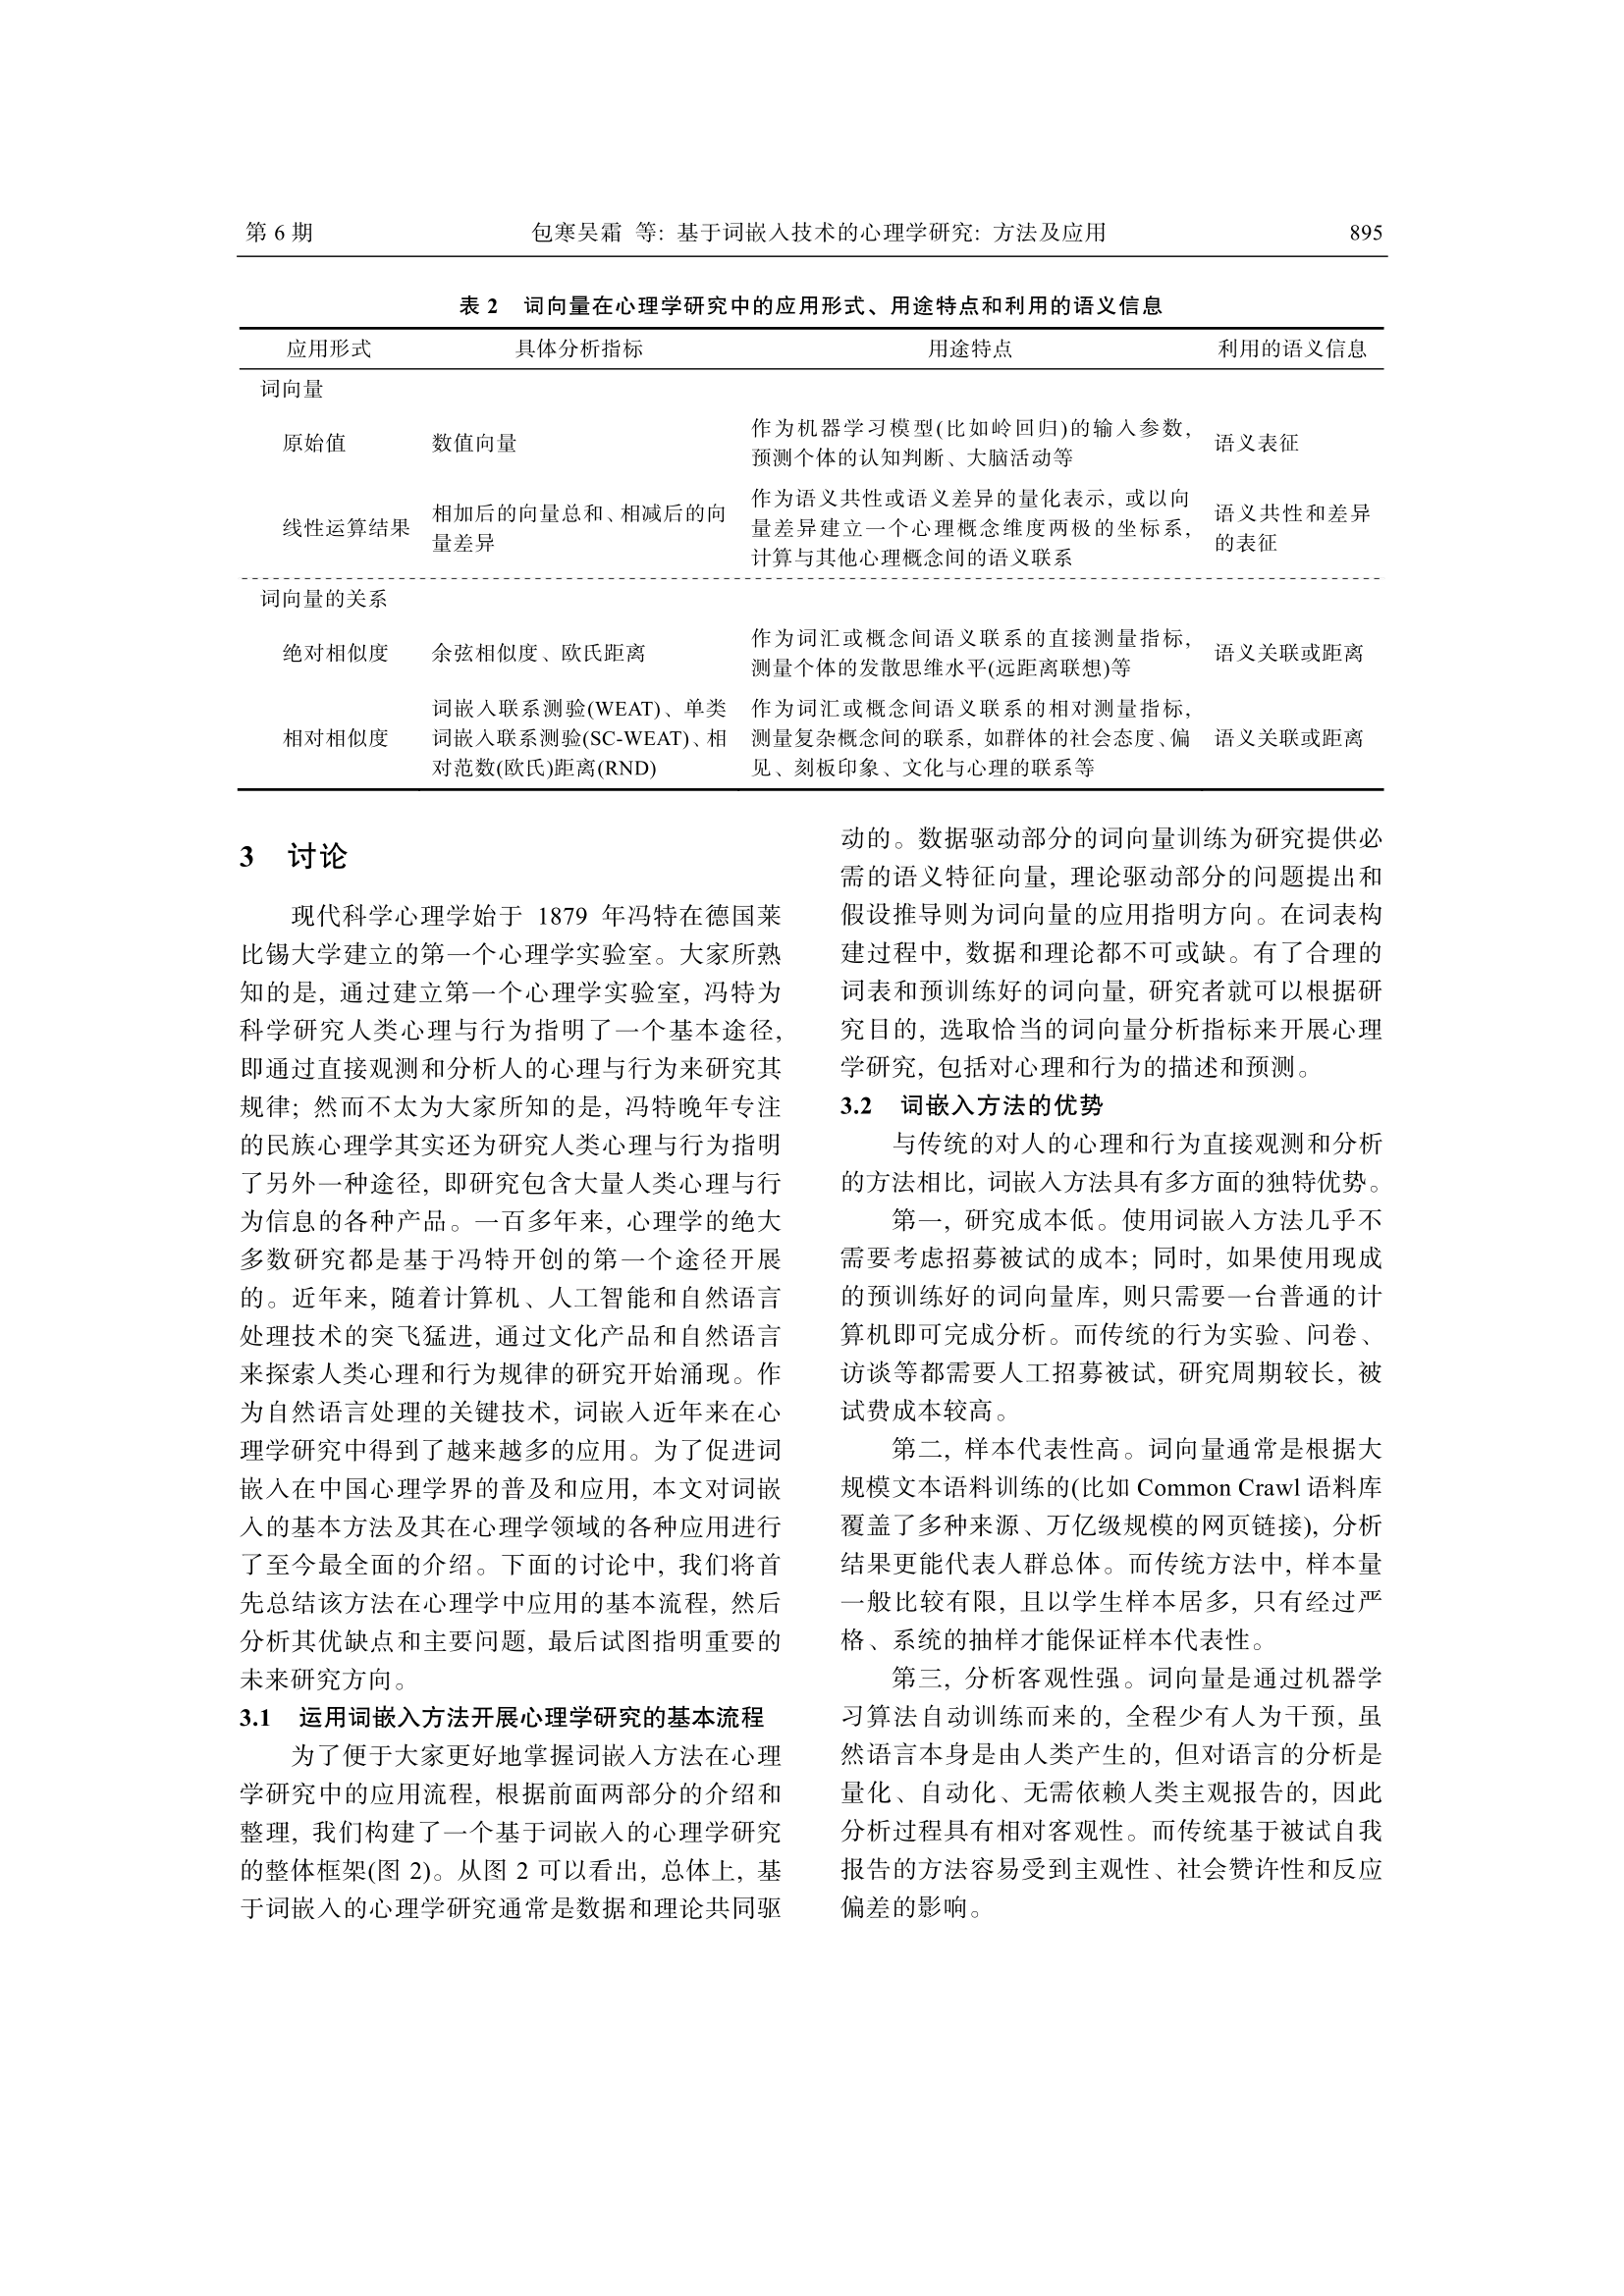 第 6 期 包寒吴霜 等: 基于词嵌入技术的心理学研究: 方法及应用 895
表 2 词向量在心理学研究中的应用形式、用途特点和利用的语义信息
应用形式 具体分析指标 用途特点 利用的语义信息
词向量
原始值 数值向量 作为机器学习模型(比如岭回归)的输入参数, 语义表征
预测个体的认知判断、大脑活动等
线性运算结果 相加后的向量总和、相减后的向 作为语义共性或语义差异的量化表示, 或以向 语义共性和差异
量差异 量差异建立一个心理概念维度两极的坐标系, 的表征
计算与其他心理概念间的语义联系
词向量的关系
绝对相似度 余弦相似度、欧氏距离 作为词汇或概念间语义联系的直接测量指标, 语义关联或距离
测量个体的发散思维水平(远距离联想)等
词嵌入联系测验(WEAT)、单类 作为词汇或概念间语义联系的相对测量指标,
相对相似度 词嵌入联系测验(SC-WEAT)、相 测量复杂概念间的联系, 如群体的社会态度、偏 语义关联或距离
对范数(欧氏)距离(RND) 见、刻板印象、文化与心理的联系等
3 讨论
现代科学心理学始于 1879 年冯特在德国莱
比锡大学建立的第一个心理学实验室。大家所熟
知的是, 通过建立第一个心理学实验室, 冯特为
科学研究人类心理与行为指明了一个基本途径,
即通过直接观测和分析人的心理与行为来研究其
规律; 然而不太为大家所知的是, 冯特晚年专注
的民族心理学其实还为研究人类心理与行为指明
了另外一种途径, 即研究包含大量人类心理与行
为信息的各种产品。一百多年来, 心理学的绝大
多数研究都是基于冯特开创的第一个途径开展
的。近年来, 随着计算机、人工智能和自然语言
处理技术的突飞猛进, 通过文化产品和自然语言
来探索人类心理和行为规律的研究开始涌现。作
为自然语言处理的关键技术, 词嵌入近年来在心
理学研究中得到了越来越多的应用。为了促进词
嵌入在中国心理学界的普及和应用, 本文对词嵌
入的基本方法及其在心理学领域的各种应用进行
了至今最全面的介绍。下面的讨论中, 我们将首
先总结该方法在心理学中应用的基本流程, 然后
分析其优缺点和主要问题, 最后试图指明重要的
未来研究方向。
3.1 运用词嵌入方法开展心理学研究的基本流程
为了便于大家更好地掌握词嵌入方法在心理
学研究中的应用流程, 根据前面两部分的介绍和
整理, 我们构建了一个基于词嵌入的心理学研究
的整体框架(图 2)。从图 2 可以看出, 总体上, 基
于词嵌入的心理学研究通常是数据和理论共同驱
动的。数据驱动部分的词向量训练为研究提供必
需的语义特征向量, 理论驱动部分的问题提出和
假设推导则为词向量的应用指明方向。在词表构
建过程中, 数据和理论都不可或缺。有了合理的
词表和预训练好的词向量, 研究者就可以根据研
究目的, 选取恰当的词向量分析指标来开展心理
学研究, 包括对心理和行为的描述和预测。
3.2 词嵌入方法的优势
与传统的对人的心理和行为直接观测和分析
的方法相比, 词嵌入方法具有多方面的独特优势。
第一, 研究成本低。使用词嵌入方法几乎不
需要考虑招募被试的成本; 同时, 如果使用现成
的预训练好的词向量库, 则只需要一台普通的计
算机即可完成分析。而传统的行为实验、问卷、
访谈等都需要人工招募被试, 研究周期较长, 被
试费成本较高。
第二, 样本代表性高。词向量通常是根据大
规模文本语料训练的(比如 Common Crawl 语料库
覆盖了多种来源、万亿级规模的网页链接), 分析
结果更能代表人群总体。而传统方法中, 样本量
一般比较有限, 且以学生样本居多, 只有经过严
格、系统的抽样才能保证样本代表性。
第三, 分析客观性强。词向量是通过机器学
习算法自动训练而来的, 全程少有人为干预, 虽
然语言本身是由人类产生的, 但对语言的分析是
量化、自动化、无需依赖人类主观报告的, 因此
分析过程具有相对客观性。而传统基于被试自我
报告的方法容易受到主观性、社会赞许性和反应
偏差的影响。